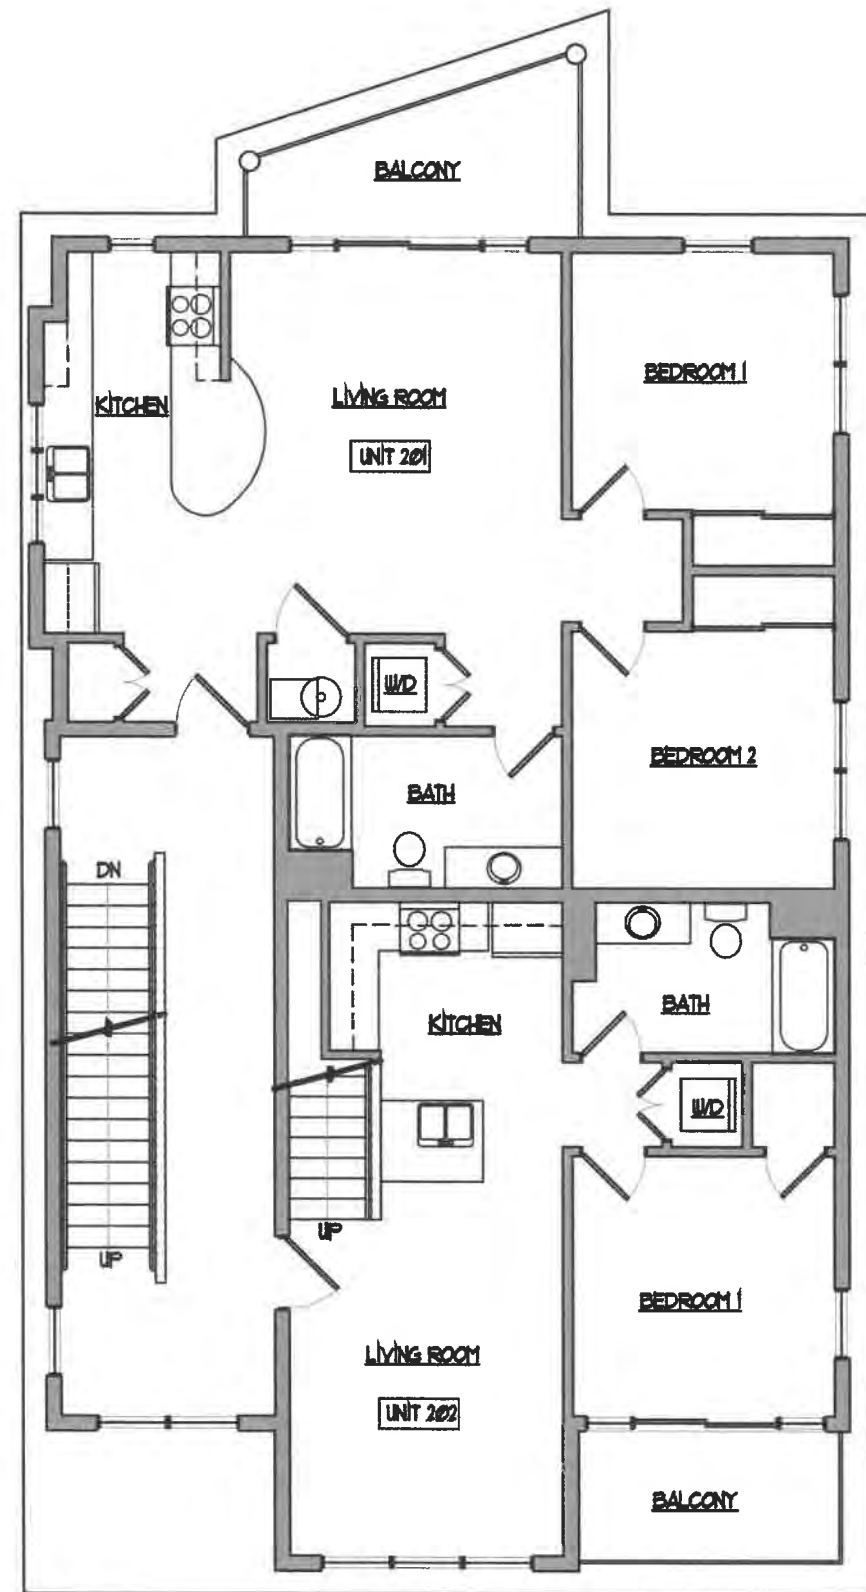 BALCONY
BEDROOM 1
LIVING ROOM
KITCHEN
UNIT 201
W/D
BEDROOM 2
BATH
DN
BATH
KITCHEN
W/D
UP
UP
BEDROOM 1
LIVING ROOM
UNIT 202
BALCONY